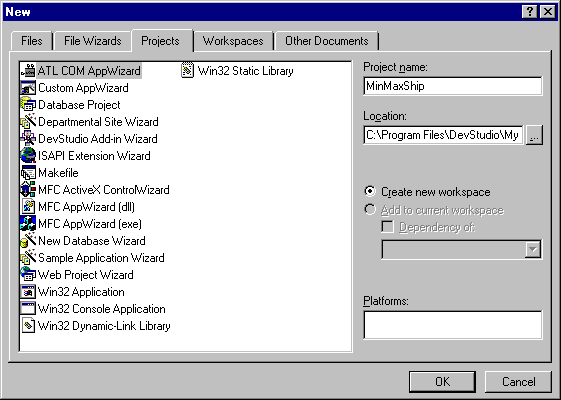 New
Files
File Wizards
Projects
Workspaces
Other Documents
ATL COM AppWizard
Custom AppWizard
Database Project
Departmental Site Wizard
DevStudio Add-in Wizard
ISAPI Extension Wizard
Makefile
MFC ActiveX ControlWizard
MFC AppWizard (dll)
MFC AppWizard (exe)
New Database Wizard
Sample Application Wizard
Web Project Wizard
Win32 Application
Win32 Console Application
Win32 Dynamic-Link Library
Win32 Static Library
Project name:
MinMaxShip
Location:
C:\Program Files\DevStudio\My
...
Create new workspace
Add to current workspace
Dependency of:
Platforms:
OK
Cancel